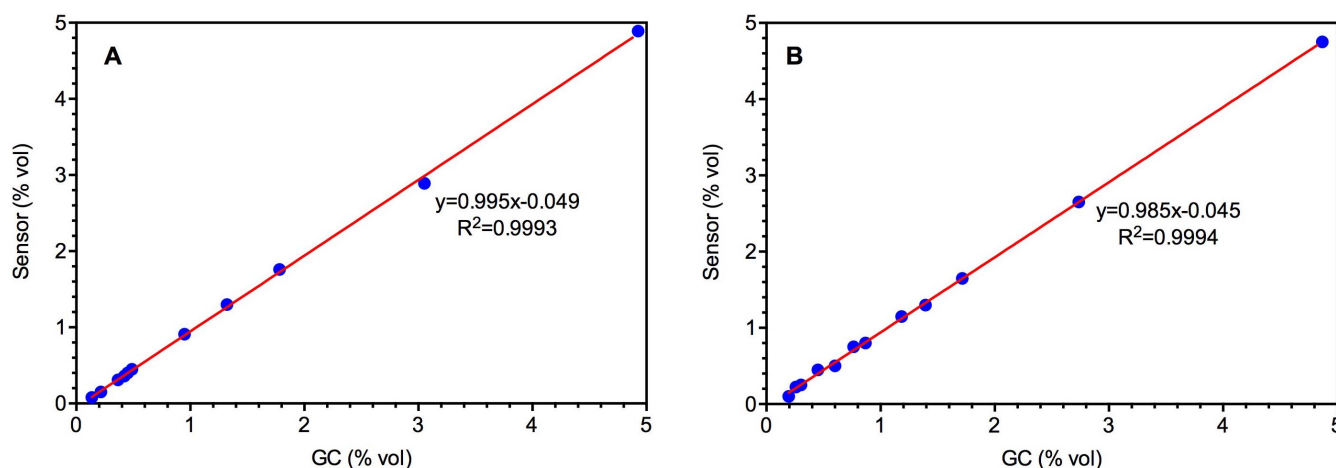 A
5
4
3
2
1
0
Sensor (% vol)
y=0.995x-0.049
R²=0.9993
0 1 2 3 4 5
GC (% vol)
B
5
4
3
2
1
0
Sensor (% vol)
y=0.985x-0.045
R²=0.9994
0 1 2 3 4 5
GC (% vol)